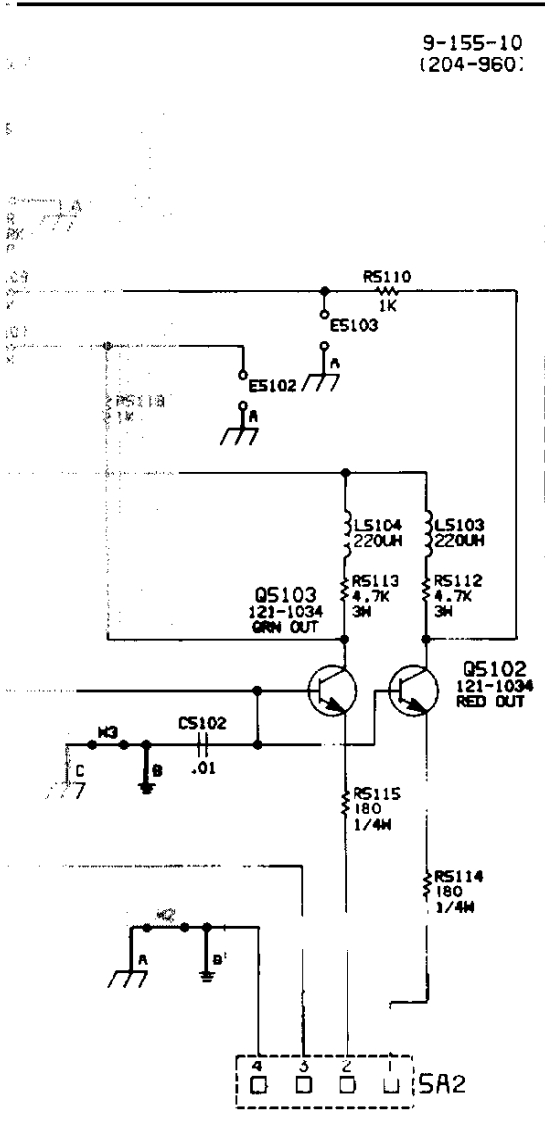 9-155-10
(204-960)
A
R5110
1K
E5103
A
E5102
A
R5118
1K
L5104
220UH
L5103
220UH
R5113
4.7K
3W
R5112
4.7K
3W
Q5103
121-1034
GRN OUT
Q5102
121-1034
RED OUT
W3
C5102
.01
C
B
R5115
180
1/4W
R5114
180
1/4W
W2
A
B
4
3
2
1
5A2